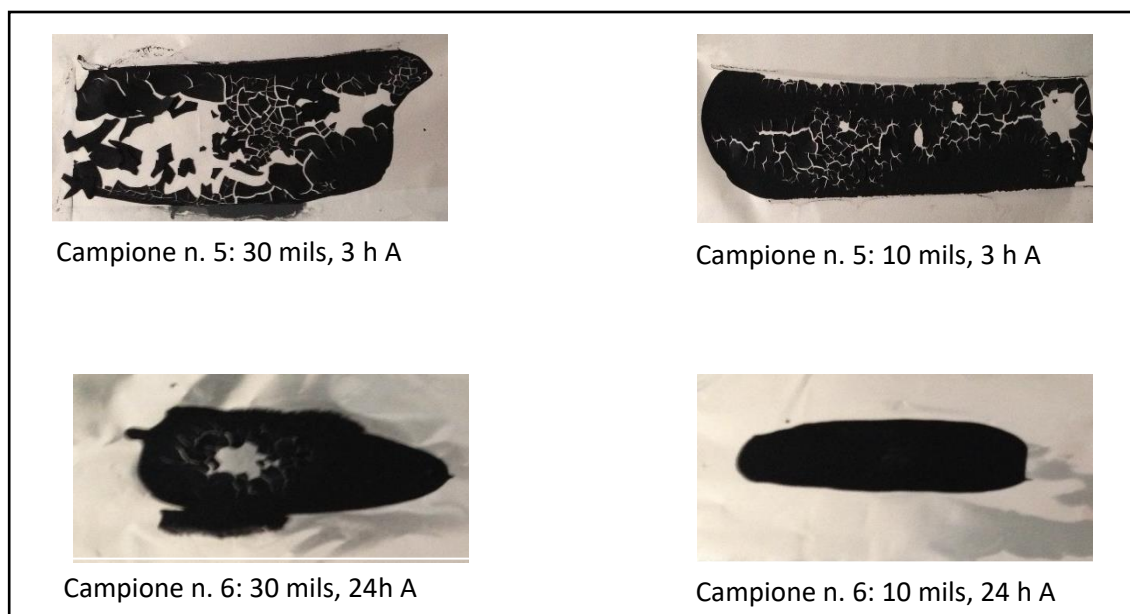 Campione n. 5: 30 mils, 3 h A
Campione n. 5: 10 mils, 3 h A
Campione n. 6: 30 mils, 24h A
Campione n. 6: 10 mils, 24 h A